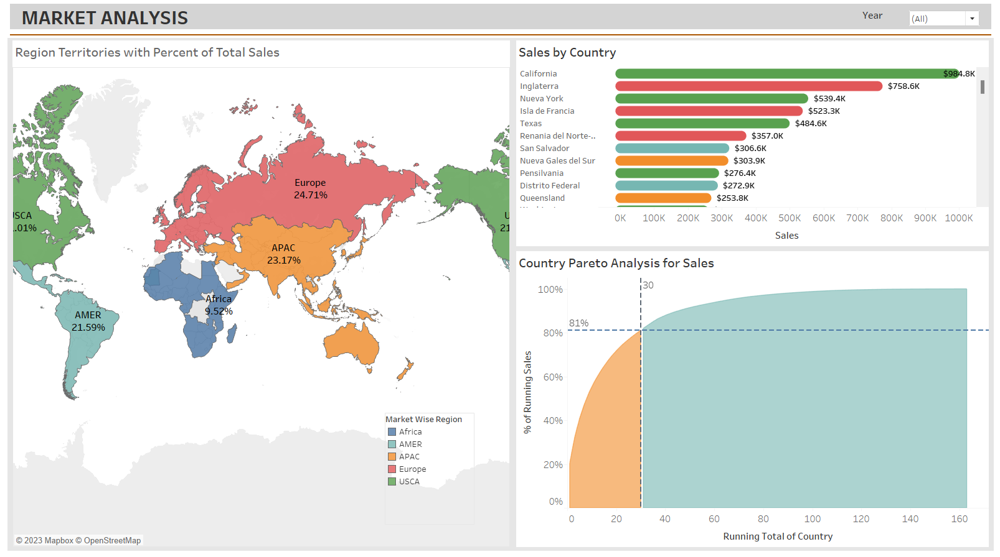 MARKET ANALYSIS
Year
(All)
Region Territories with Percent of Total Sales
Europe
24.71%
APAC
23.17%
Africa
9.52%
AMER
21.59%
USCA
.01%
U
21
Market Wise Region
Africa
AMER
APAC
Europe
USCA
© 2023 Mapbox © OpenStreetMap
Sales by Country
California $984.8K
Inglaterra $758.6K
Nueva York $539.4K
Isla de Francia $523.3K
Texas $484.6K
Renania del Norte-.. $357.0K
San Salvador $306.6K
Nueva Gales del Sur $303.9K
Pensilvania $276.4K
Distrito Federal $272.9K
Queensland $253.8K
0K 100K 200K 300K 400K 500K 600K 700K 800K 900K 1000K
Sales
Country Pareto Analysis for Sales
30
81%
100%
80%
60%
40%
20%
0%
% of Running Sales
0 20 40 60 80 100 120 140 160
Running Total of Country